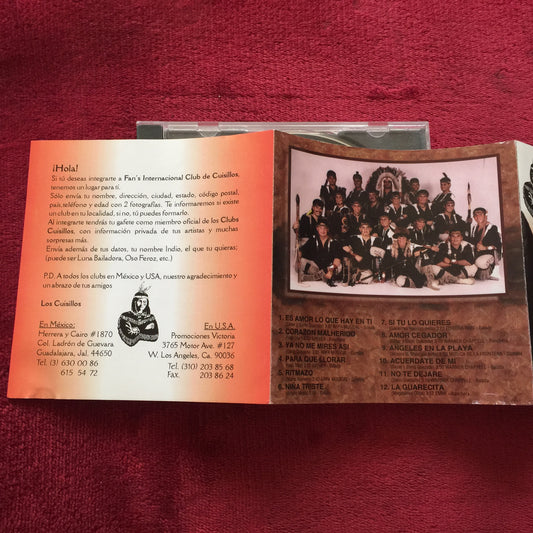 ¡Hola!
Si sú deseas integrarte a Fan's Internacional Club de Cuisillos,
tenemos un lugar para tí.
Sólo envía tu nombre, dirección, ciudad, estado, código postal,
país, teléfono y edad con 2 fotografías. Te informaremos si existe
un club en tu localidad, si no, tú puedes formarlo.
Al integrarte tendrás tu gafete como miembro oficial de los Clubs
Cuisillos, con información privada de tus artistas y muchas
sorpresas más.
Envía además de tus datos, tu nombre Indio, el que tu quieras;
(puede ser Luna Bailadora, Oso Feroz, etc.)
P.D. A todos los clubs en México y USA, nuestro agradecimiento y
un abrazo de tus amigos
Los Cuisillos
En México:
Herrera y Cairo #1870
Col. Ladrón de Guevara
Guadalajara, Jal. 44650
Tel. (3) 630 00 86
615 54 72
En U.S.A.
Promociones Victoria
3765 Motor Ave. #127
W. Los Angeles, Ca. 90036
Tel. (310) 203 85 68
Fax. 203 86 24
1. ES AMOR LO QUE HAY EN TI
2. CORAZON MALHERIDO
3. YA NO ME MIRES ASI
4. PARA QUE LLORAR
5. RITMAZO
6. NIÑA TRISTE
7. SI TU LO QUIERES
8. AMOR CEGADOR
9. ANGELES EN LA PLAYA
10. ACUERDATE DE MI
11. NO TE DEJARE
12. LA GUARECITA